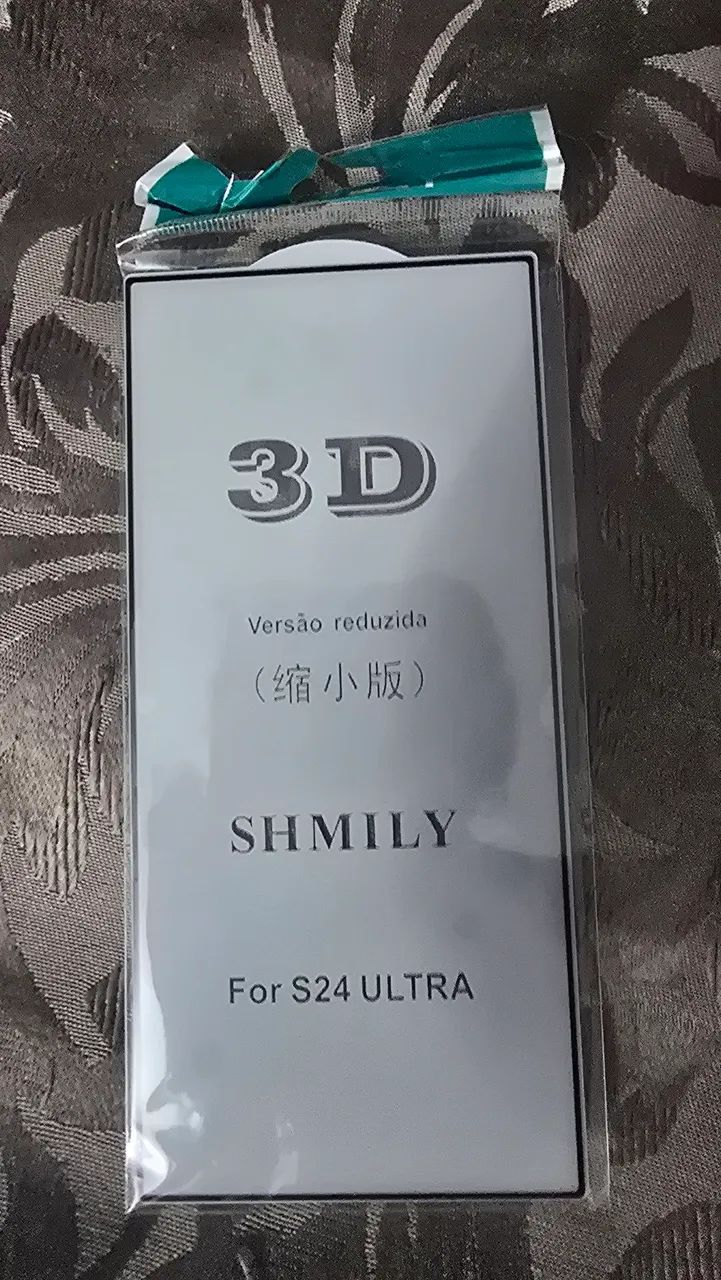 3D
Versão reduzida
（缩小版）
SHMILY
For S24 ULTRA